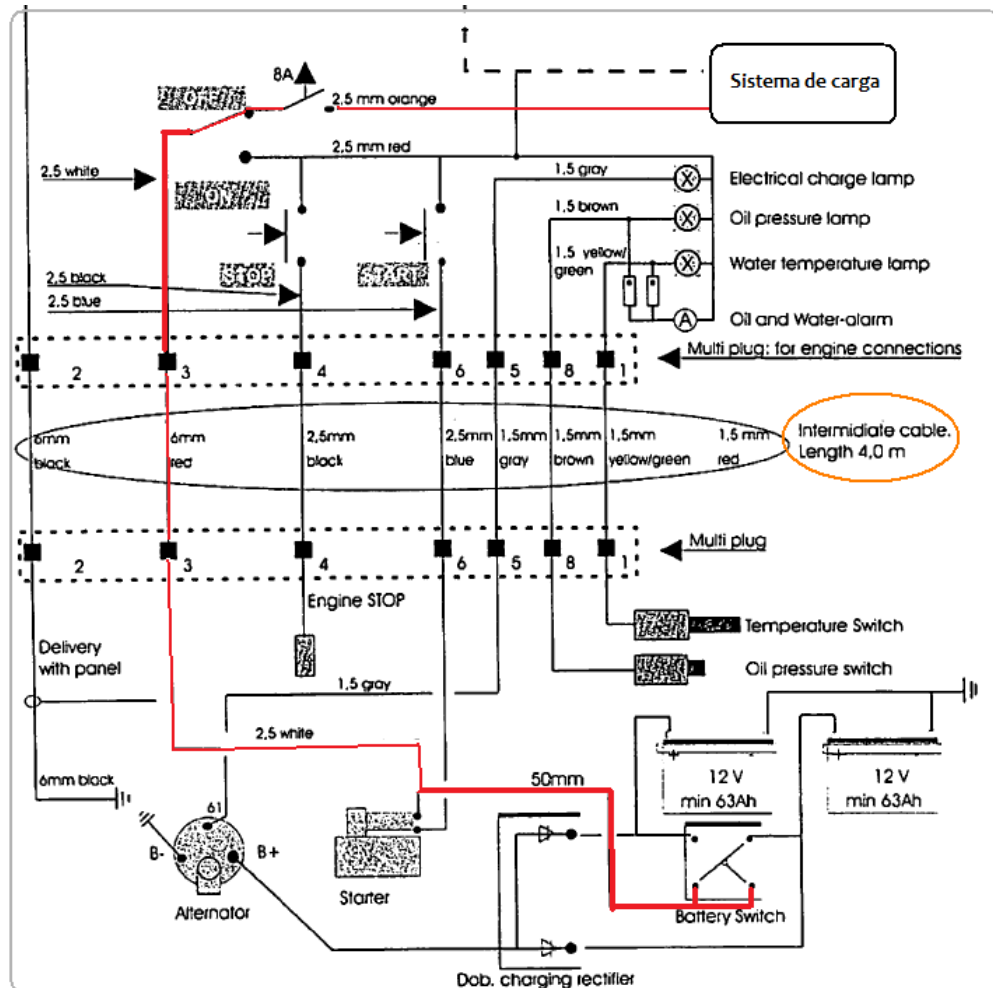 8A
Sistema de carga
OFF
2,5 mm orange
2,5 mm red
2,5 white
1,5 gray
Electrical charge lamp
ON
1,5 brown
Oil pressure lamp
1,5 yellow/
green
Water temperature lamp
STOP
START
2,5 black
2,5 blue
A
Oil and Water-alarm
Multi plug: for engine connections
2 3 4 6 5 8 1
6mm 6mm 2,5mm 2,5mm 1,5mm 1,5mm 1,5mm 1,5 mm
black red black blue gray brown yellow/green red
Intermidiate cable.
Length 4,0 m
Multi plug
2 3 4 6 5 8 1
Engine STOP
Temperature Switch
Delivery
with panel
Oil pressure switch
1,5 gray
2,5 white
6mm black
50mm
+ +
12 V 12 V
min 63Ah min 63Ah
61
B- B+
Starter
Alternator
Battery Switch
Dob. charging rectifier